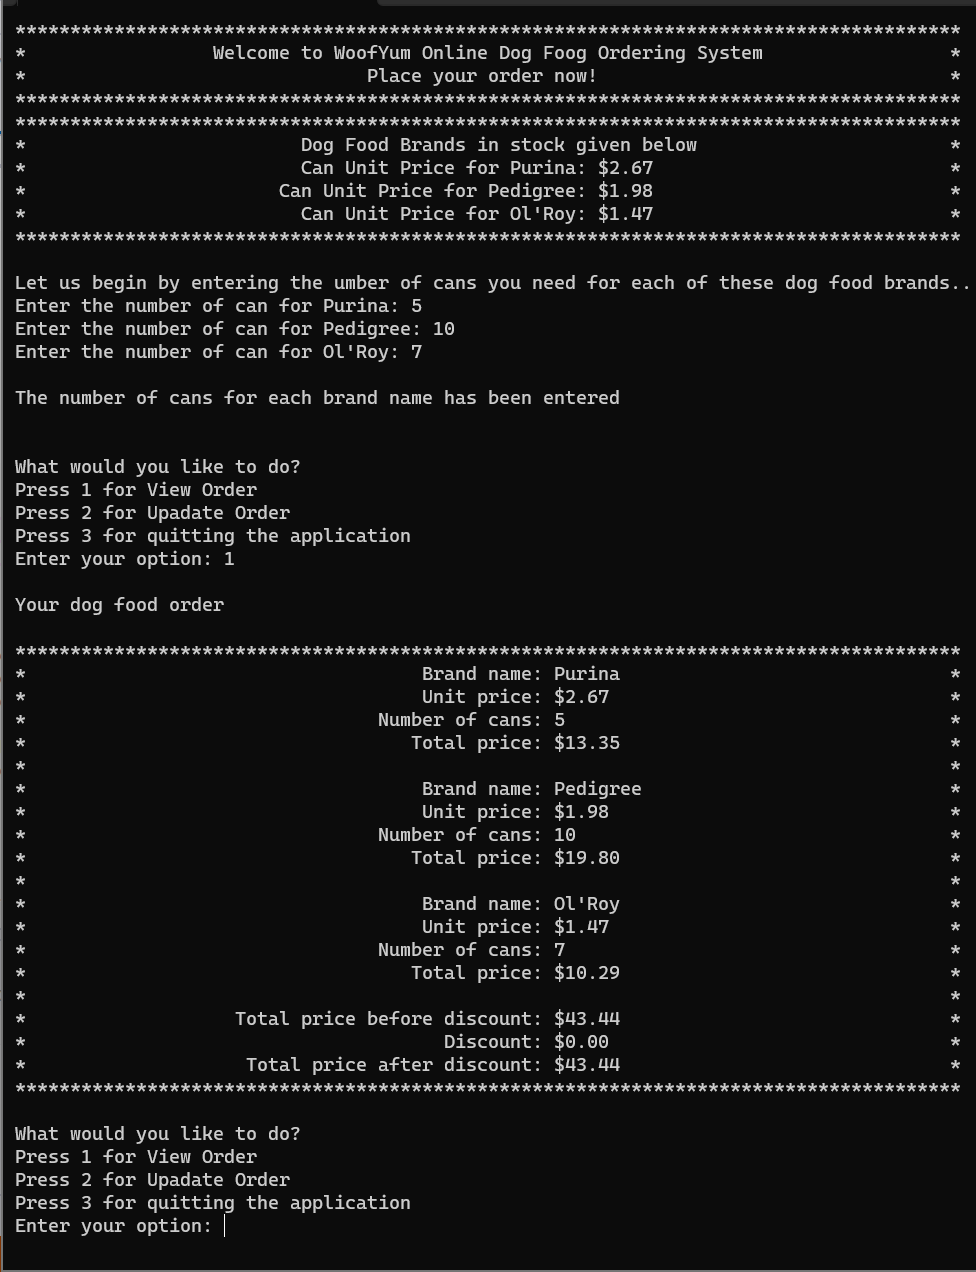 **************************************************************************************
* Welcome to WoofYum Online Dog Foog Ordering System *
* Place your order now! *
**************************************************************************************
**************************************************************************************
* Dog Food Brands in stock given below *
* Can Unit Price for Purina: $2.67 *
* Can Unit Price for Pedigree: $1.98 *
* Can Unit Price for Ol'Roy: $1.47 *
**************************************************************************************
Let us begin by entering the umber of cans you need for each of these dog food brands..
Enter the number of can for Purina: 5
Enter the number of can for Pedigree: 10
Enter the number of can for Ol'Roy: 7
The number of cans for each brand name has been entered
What would you like to do?
Press 1 for View Order
Press 2 for Upadate Order
Press 3 for quitting the application
Enter your option: 1
Your dog food order
**************************************************************************************
* Brand name: Purina *
* Unit price: $2.67 *
* Number of cans: 5 *
* Total price: $13.35 *
* *
* Brand name: Pedigree *
* Unit price: $1.98 *
* Number of cans: 10 *
* Total price: $19.80 *
* *
* Brand name: Ol'Roy *
* Unit price: $1.47 *
* Number of cans: 7 *
* Total price: $10.29 *
* *
* Total price before discount: $43.44 *
* Discount: $0.00 *
* Total price after discount: $43.44 *
**************************************************************************************
What would you like to do?
Press 1 for View Order
Press 2 for Upadate Order
Press 3 for quitting the application
Enter your option: